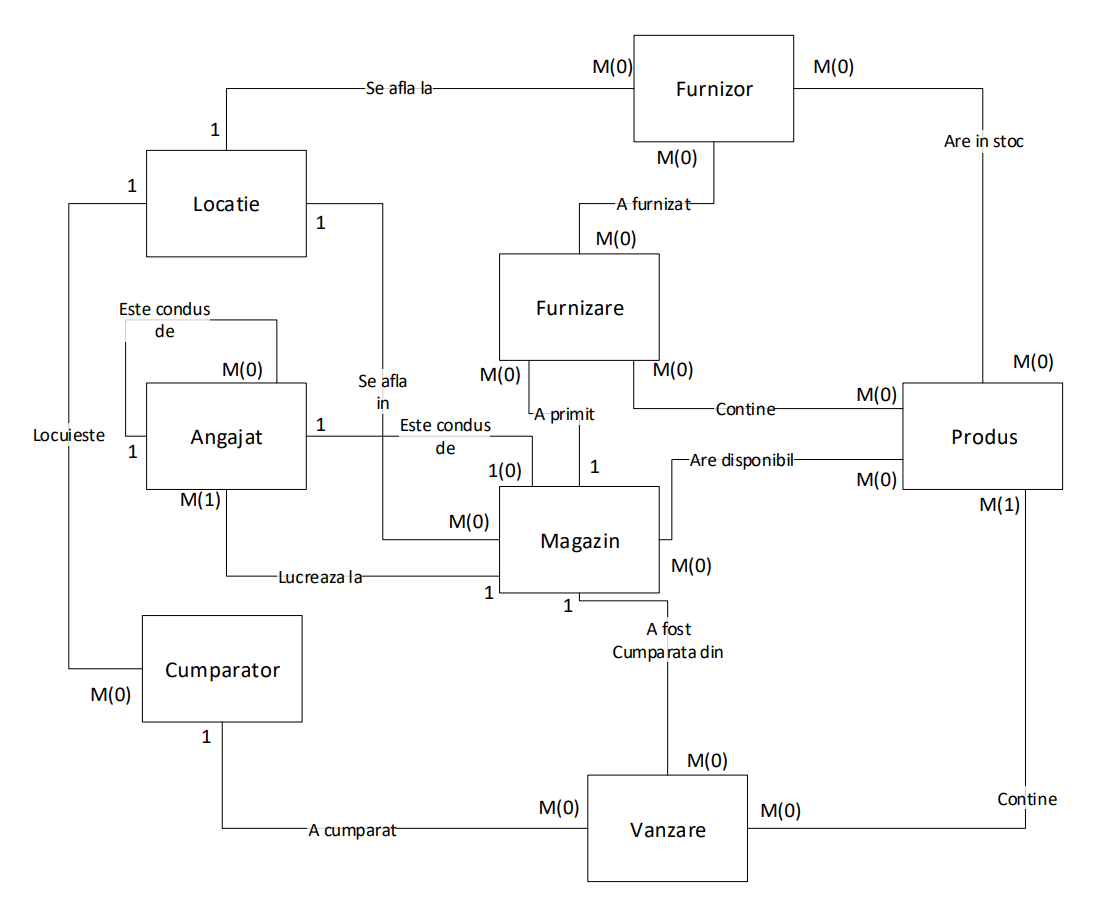 M(0)
Furnizor
M(0)
Se afla la
1
Are in stoc
M(0)
1
Locatie
1
A furnizat
M(0)
Este condus
de
Furnizare
M(0)
M(0)
M(0)
M(0)
Se afla
in
M(0)
A primit
Contine
1
Este condus
de
Locuieste
Angajat
Produs
1
1(0)
1
Are disponibil
M(0)
M(1)
M(1)
M(0)
Magazin
M(0)
Lucreaza la
1
1
A fost
Cumparata din
Cumparator
M(0)
1
M(0)
Contine
M(0)
M(0)
A cumparat
Vanzare